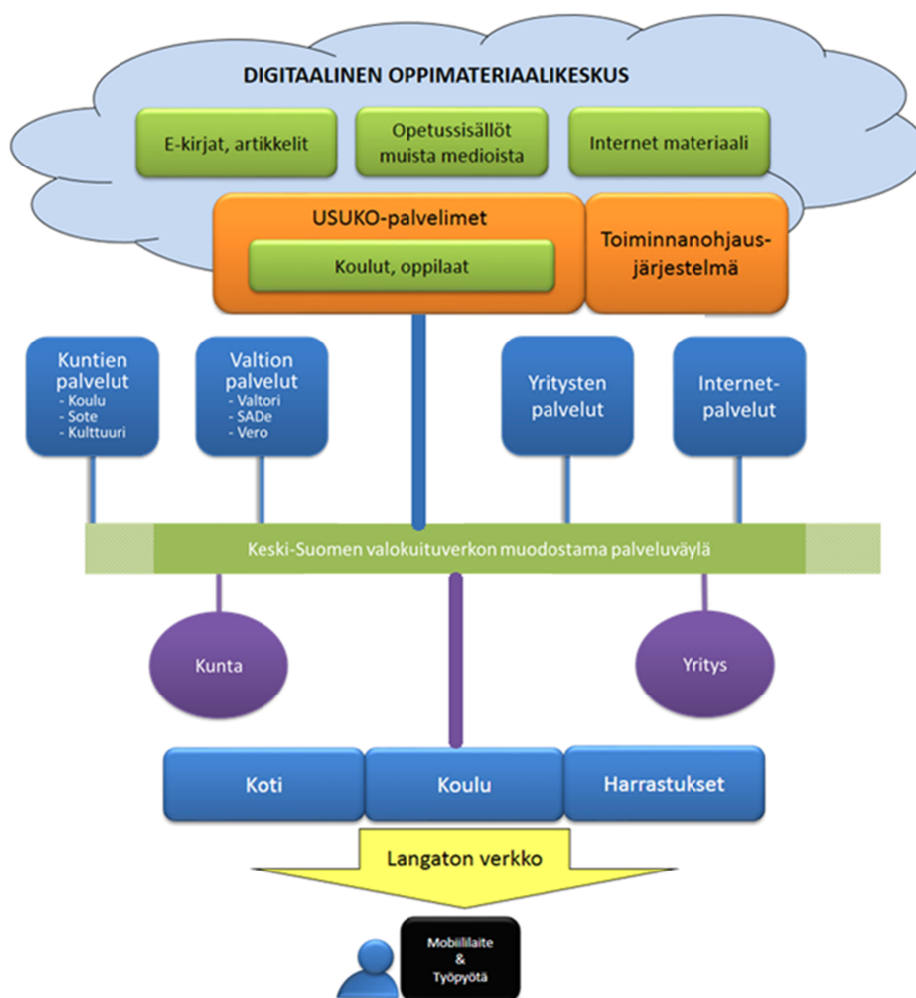 DIGITAALINEN OPPIMATERIAALIKESKUS
E-kirjat, artikkelit
Opetussisällöt
muista medioista
Internet materiaali
USUKO-palvelimet
Koulut, oppilaat
Toiminnanohjaus-
järjestelmä
Kuntien
palvelut
- Koulu
- Sote
- Kulttuuri
Valtion
palvelut
- Valtori
- SADe
- Vero
Yritysten
palvelut
Internet-
palvelut
Keski-Suomen valokuituverkon muodostama palveluväylä
Kunta
Yritys
Koti
Koulu
Harrastukset
Langaton verkko
Mobiililaite
&
Työpyötä